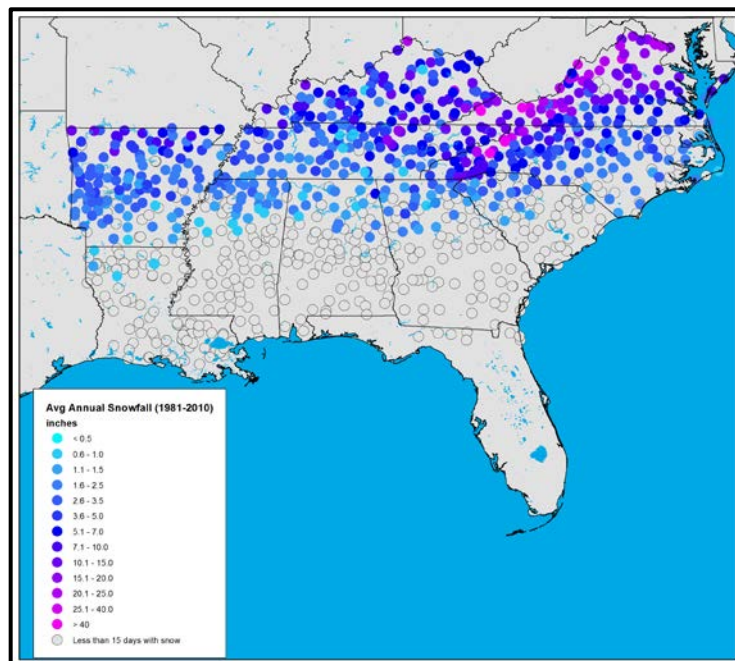 Avg Annual Snowfall (1981-2010)
inches
< 0.5
0.6 - 1.0
1.1 - 1.5
1.6 - 2.5
2.6 - 3.5
3.6 - 5.0
5.1 - 7.0
7.1 - 10.0
10.1 - 15.0
15.1 - 20.0
20.1 - 25.0
25.1 - 40.0
> 40
Less than 15 days with snow